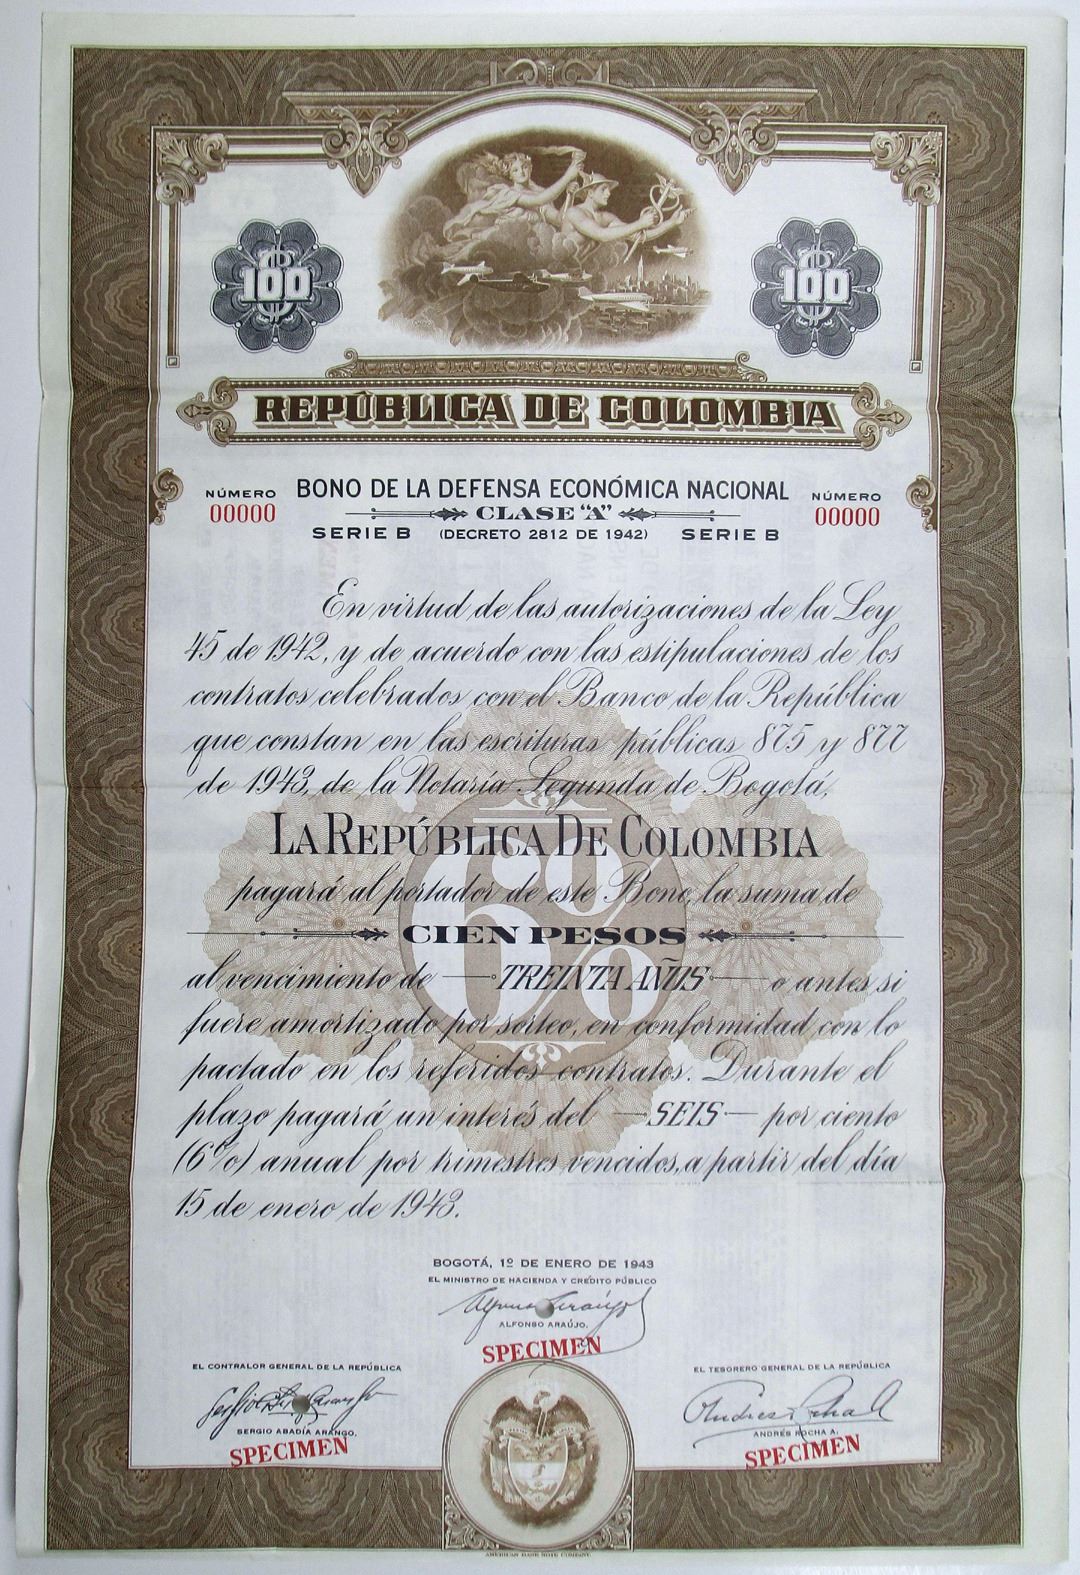 100 100
REPÚBLICA DE COLOMBIA
NÚMERO BONO DE LA DEFENSA ECONÓMICA NACIONAL NÚMERO
00000 CLASE "A" 00000
SERIE B (DECRETO 2812 DE 1942) SERIE B
En virtud de las autorizaciones de la Ley
45 de 1942, y de acuerdo con las estipulaciones de los
contratos celebrados con el Banco de la República
que constan en las escrituras públicas 875 y 877
de 1943, de la Notaría Segunda de Bogotá,
LA REPÚBLICA DE COLOMBIA
pagará al portador de este Bono, la suma de
6%
CIEN PESOS
al vencimiento de — TREINTA AÑOS — o antes si
fuere amortizado por sorteo, en conformidad con lo
pactado en los referidos contratos. Durante el
plazo pagará un interés del — SEIS — por ciento
(6%) anual por trimestres vencidos, a partir del día
15 de enero de 1943.
BOGOTÁ, 1º DE ENERO DE 1943
EL MINISTRO DE HACIENDA Y CRÉDITO PÚBLICO
ALFONSO ARAÚJO.
SPECIMEN
EL CONTRALOR GENERAL DE LA REPÚBLICA EL TESORERO GENERAL DE LA REPÚBLICA
SERGIO ABADÍA ARANGO. ANDRÉS ROCHA A.
SPECIMEN SPECIMEN
AMERICAN BANK NOTE COMPANY.